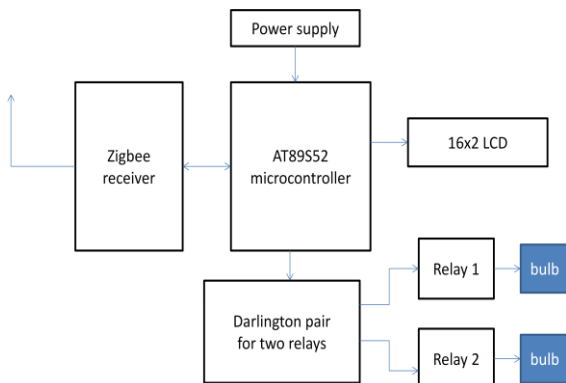 Power supply
Zigbee
receiver
AT89S52
microcontroller
16x2 LCD
Darlington pair
for two relays
Relay 1
bulb
Relay 2
bulb